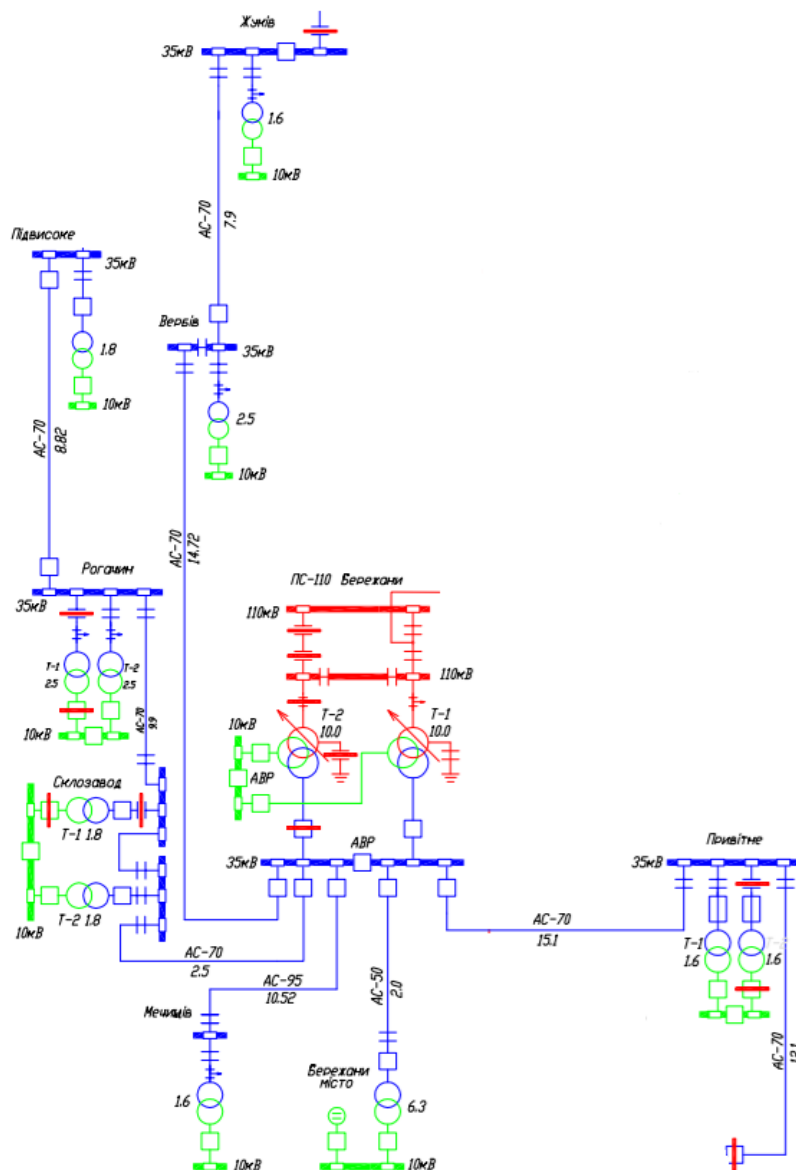 Жуків
35кВ
1.6
10кВ
АС-70
7.9
Підвисоке
35кВ
1.8
10кВ
АС-70
8.82
Вербів
35кВ
2.5
10кВ
АС-70
14.72
Рогачин
35кВ
Т-1
2.5
Т-2
2.5
10кВ
АС-70
9.9
ПС-110 Бережани
110кВ
110кВ
Т-2
10.0
Т-1
10.0
10кВ
АВР
Склозавод
Т-1 1.8
Т-2 1.8
10кВ
35кВ
АВР
Привітне
35кВ
Т-1
1.6
1.6
АС-70
15.1
АС-70
2.5
АС-95
10.52
АС-50
2.0
АС-70
Мечищів
1.6
10кВ
Бережани
місто
6.3
10кВ